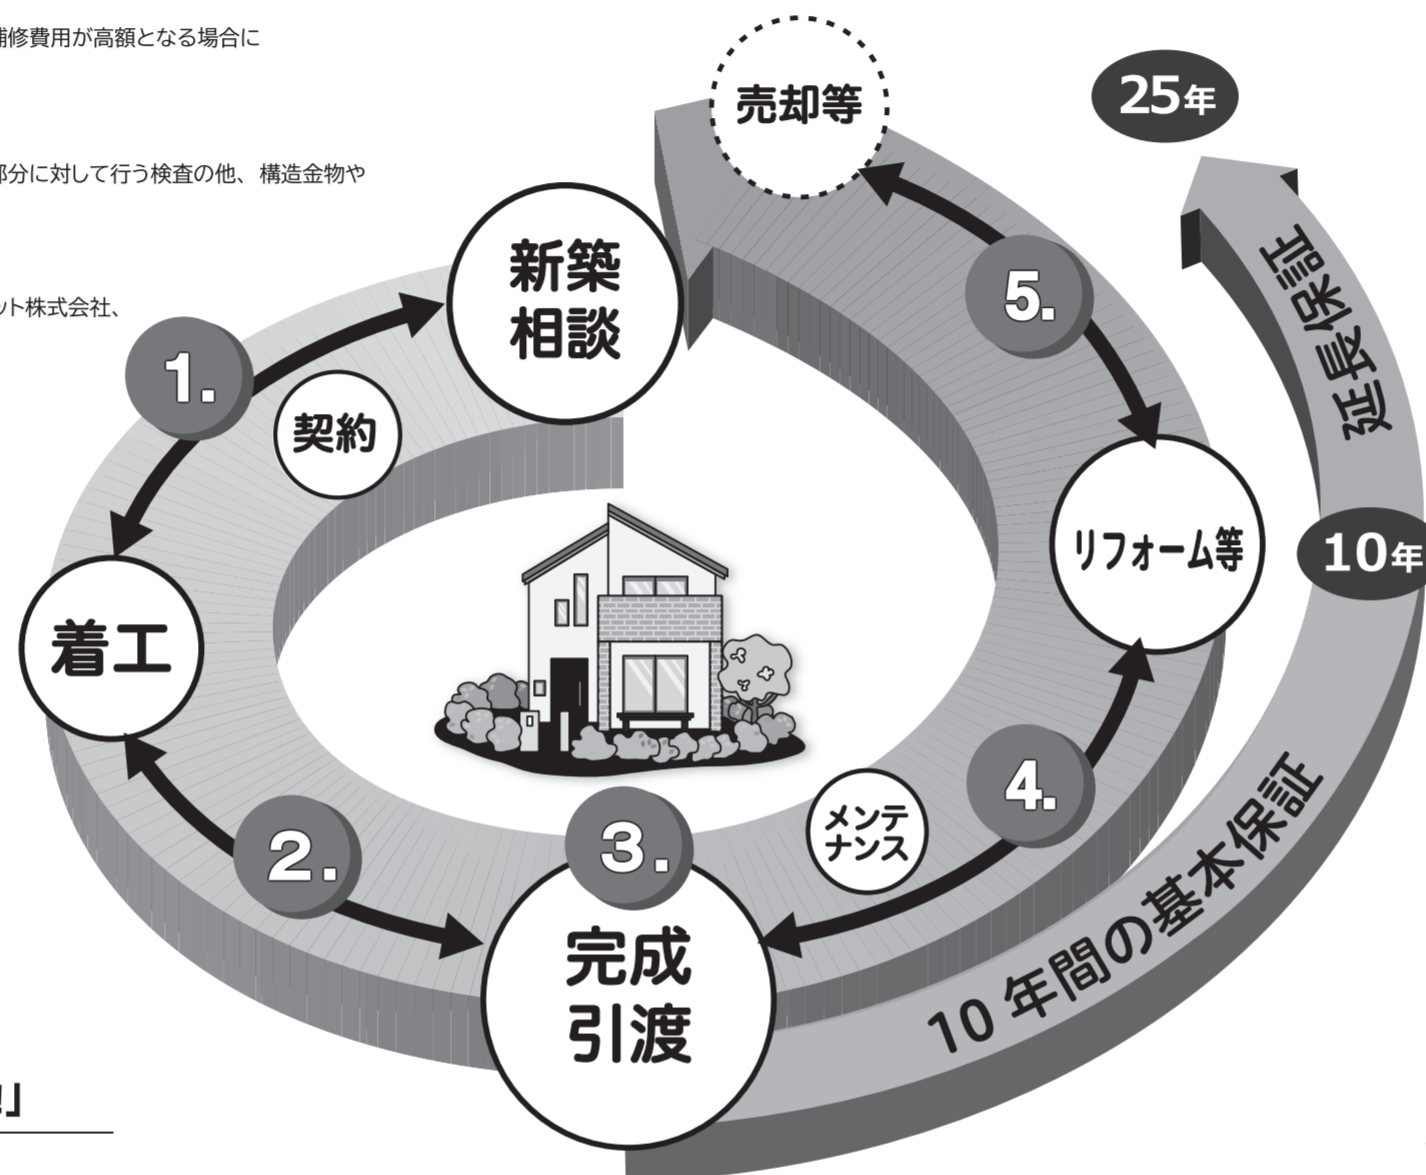 補修費用が高額となる場合に
部分に対して行う検査の他、構造金物や
ット株式会社、
売却等
25年
新築
相談
5.
延長保証
1.
契約
リフォーム等
10年
着工
4.
メンテ
ナンス
2.
3.
完成
引渡
10年間の基本保証
」